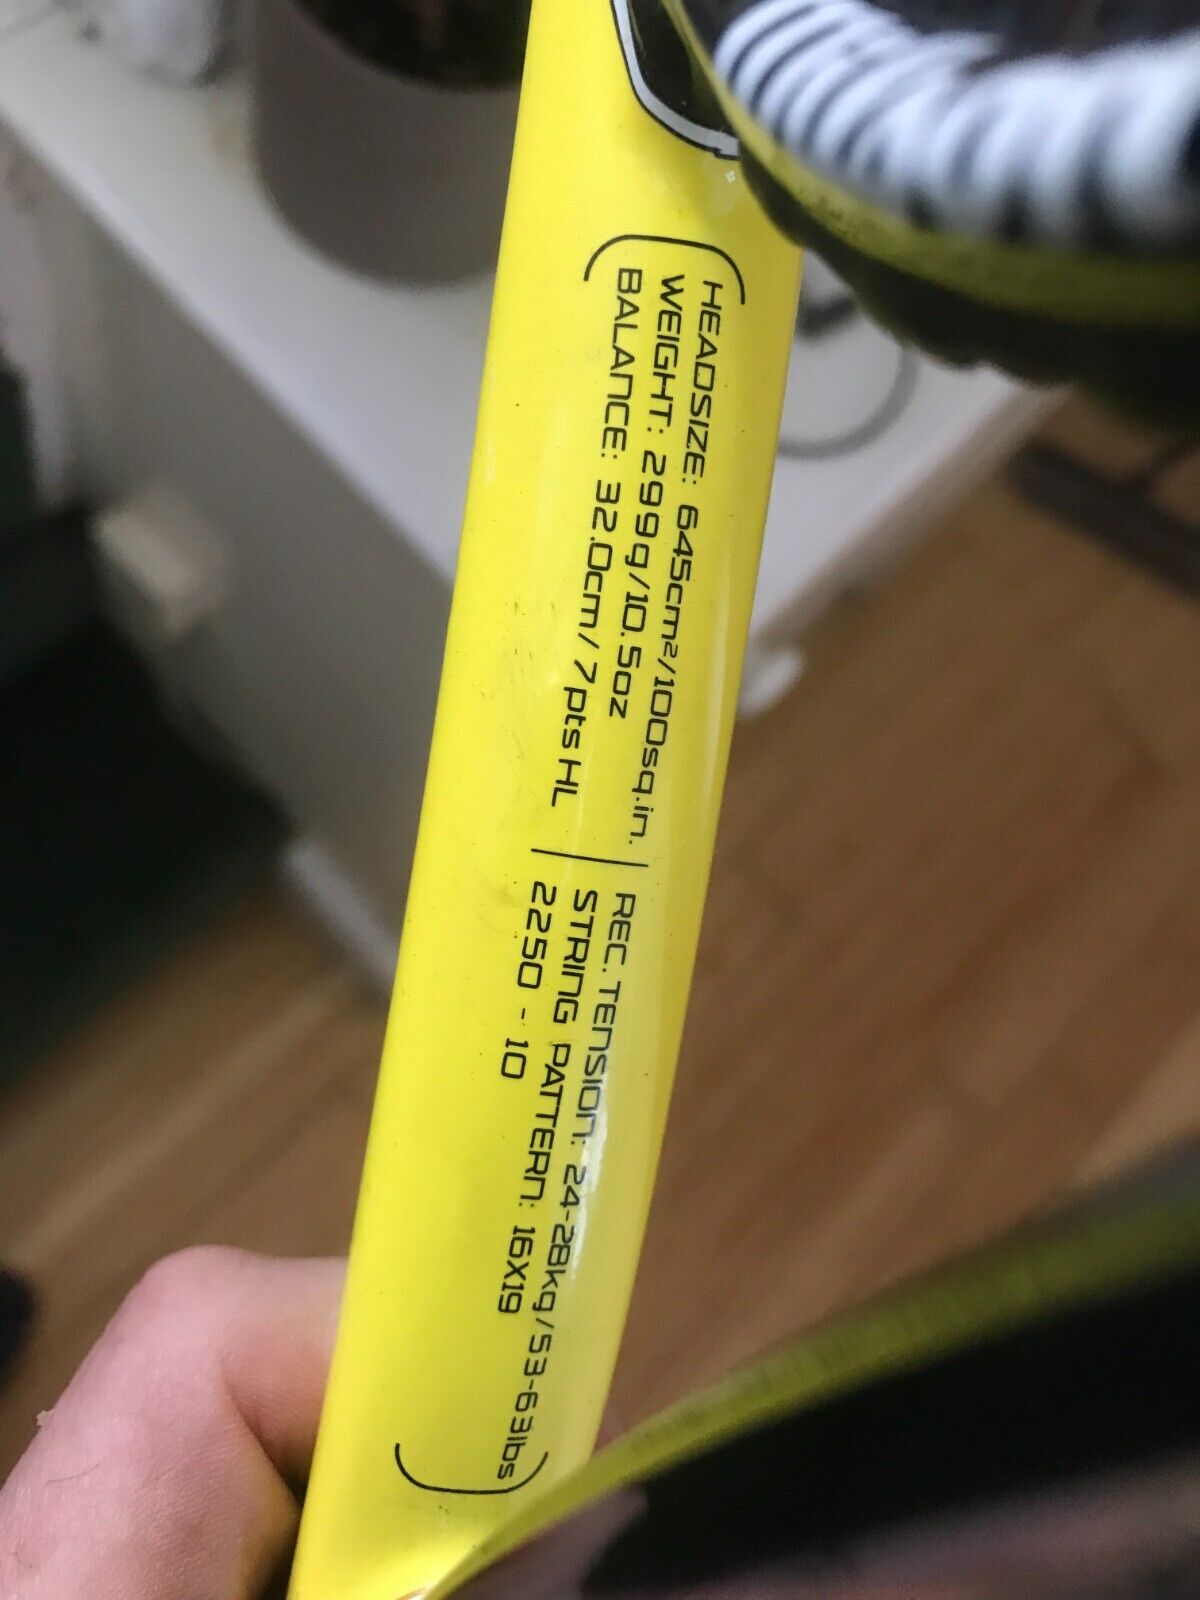 HEADSIZE: 645cm²/100sq.in.
WEIGHT: 299g/10.5oz
BALANCE: 32.0cm/ 7pts HL
REC. TENSION: 24-28kg/53-63lbs
STRING PATTERN: 16X19
2250 - 10